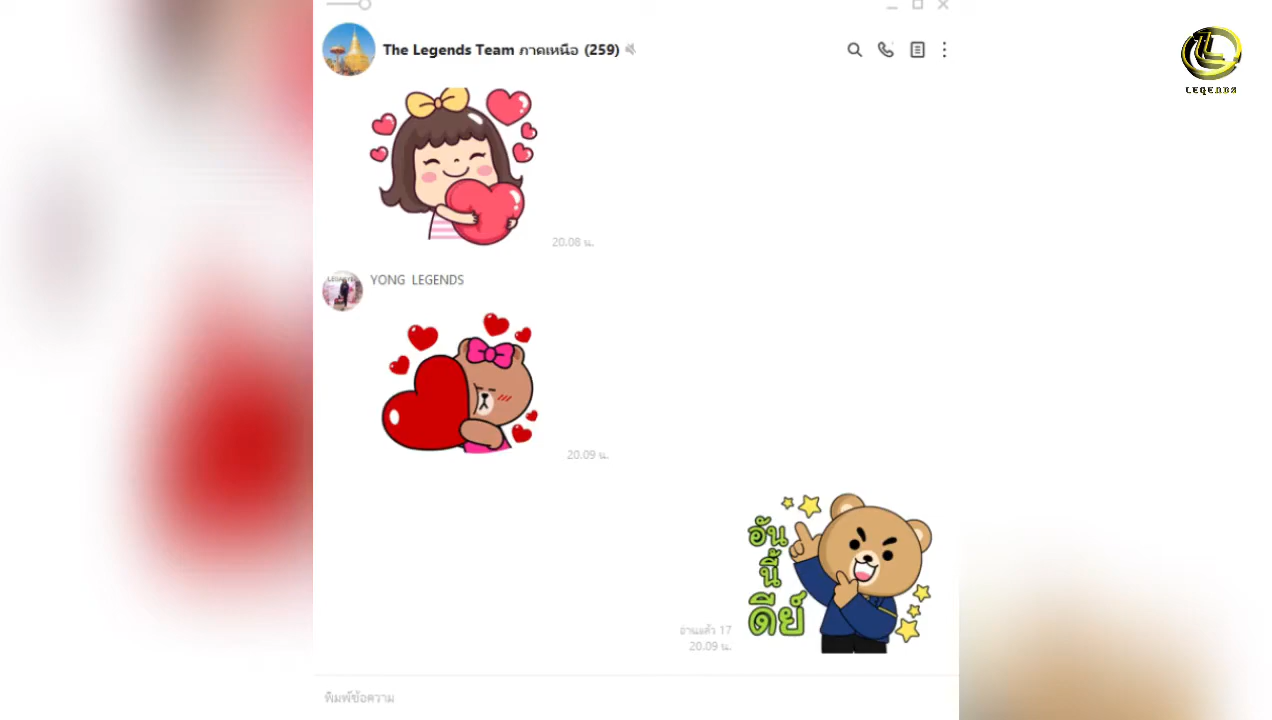 The Legends Team ภาคเหนือ (259)
20.08 น.
YONG LEGENDS
20.09 น.
อัน
นี้
ดีย์
อ่านแล้ว 17
20.09 น.
พิมพ์ข้อความ
LEGENDS